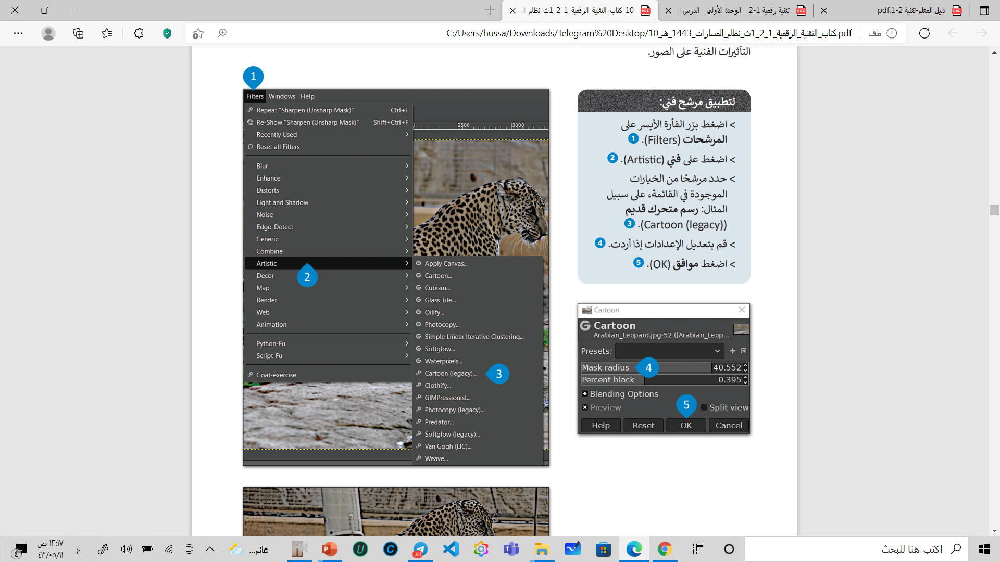 10_كتاب_التقنية_الرقمية_1_2_1ث_نظام_ال
تقنية رقمية 1-2 _ الوحدة الأولى _ الدرس ال
دليل المعلم-تقنية 2-1.pdf
C:/Users/hussa/Downloads/Telegram%20Desktop/10_كتاب_التقنية_الرقمية_1_2_1ث_نظام_المسارات_1443_هـ.pdf
ملف
التأثيرات الفنية على الصور.
1
Filters Windows Help
Repeat "Sharpen (Unsharp Mask)" Ctrl+F
Re-Show "Sharpen (Unsharp Mask)" Shift+Ctrl+F
Recently Used
Reset all Filters
Blur
Enhance
Distorts
Light and Shadow
Noise
Edge-Detect
Generic
Combine
Artistic
2
Decor
Map
Render
Web
Animation
Python-Fu
Script-Fu
Goat-exercise
2500 3000
Apply Canvas...
Cartoon...
Cubism...
Glass Tile...
Oilify...
Photocopy...
Simple Linear Iterative Clustering...
Softglow...
Waterpixels...
Cartoon (legacy)...
3
Clothify...
GIMPressionist...
Photocopy (legacy)...
Predator...
Softglow (legacy)...
Van Gogh (LIC)...
Weave...
لتطبيق مرشح فني:
> اضغط بزر الفأرة الأيسر على
المرشحات (Filters). 1
> اضغط على فني (Artistic). 2
> حدد مرشحًا من الخيارات
الموجودة في القائمة، على سبيل
المثال: رسم متحرك قديم
(Cartoon (legacy)). 3
> قم بتعديل الإعدادات إذا أردت. 4
> اضغط موافق (OK). 5
Cartoon
Cartoon
Arabian_Leopard.jpg-52 ([Arabian_Leop...
Presets:
Mask radius 4 40.552
Percent black 0.395
Blending Options
Preview 5 Split view
Help Reset OK Cancel
اكتب هنا للبحث
61
غائم...
ع
١٢:١٧ ص
٤٣/٠٥/١١
٤